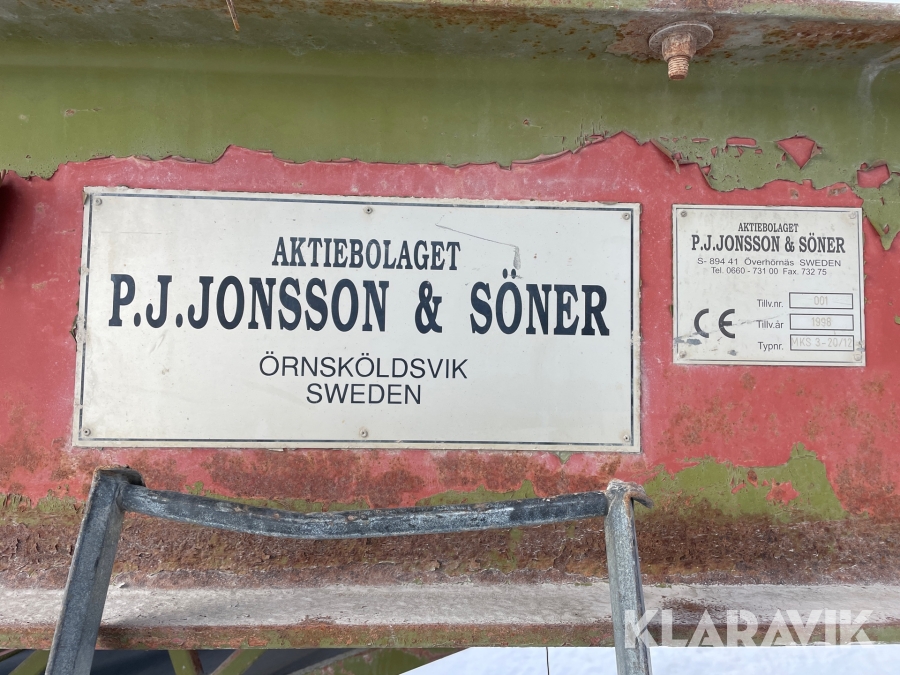 AKTIEBOLAGET
P.J.JONSSON & SÖNER
ÖRNSKÖLDSVIK
SWEDEN
AKTIEBOLAGET
P.J.JONSSON & SÖNER
S-894 41 Överhörnäs SWEDEN
Tel. 0660-731 00 Fax. 732 75
CE
Tillv.nr. 001
Tillv.år 1998
Typnr. MKS 3-20/12
KLARAVIK